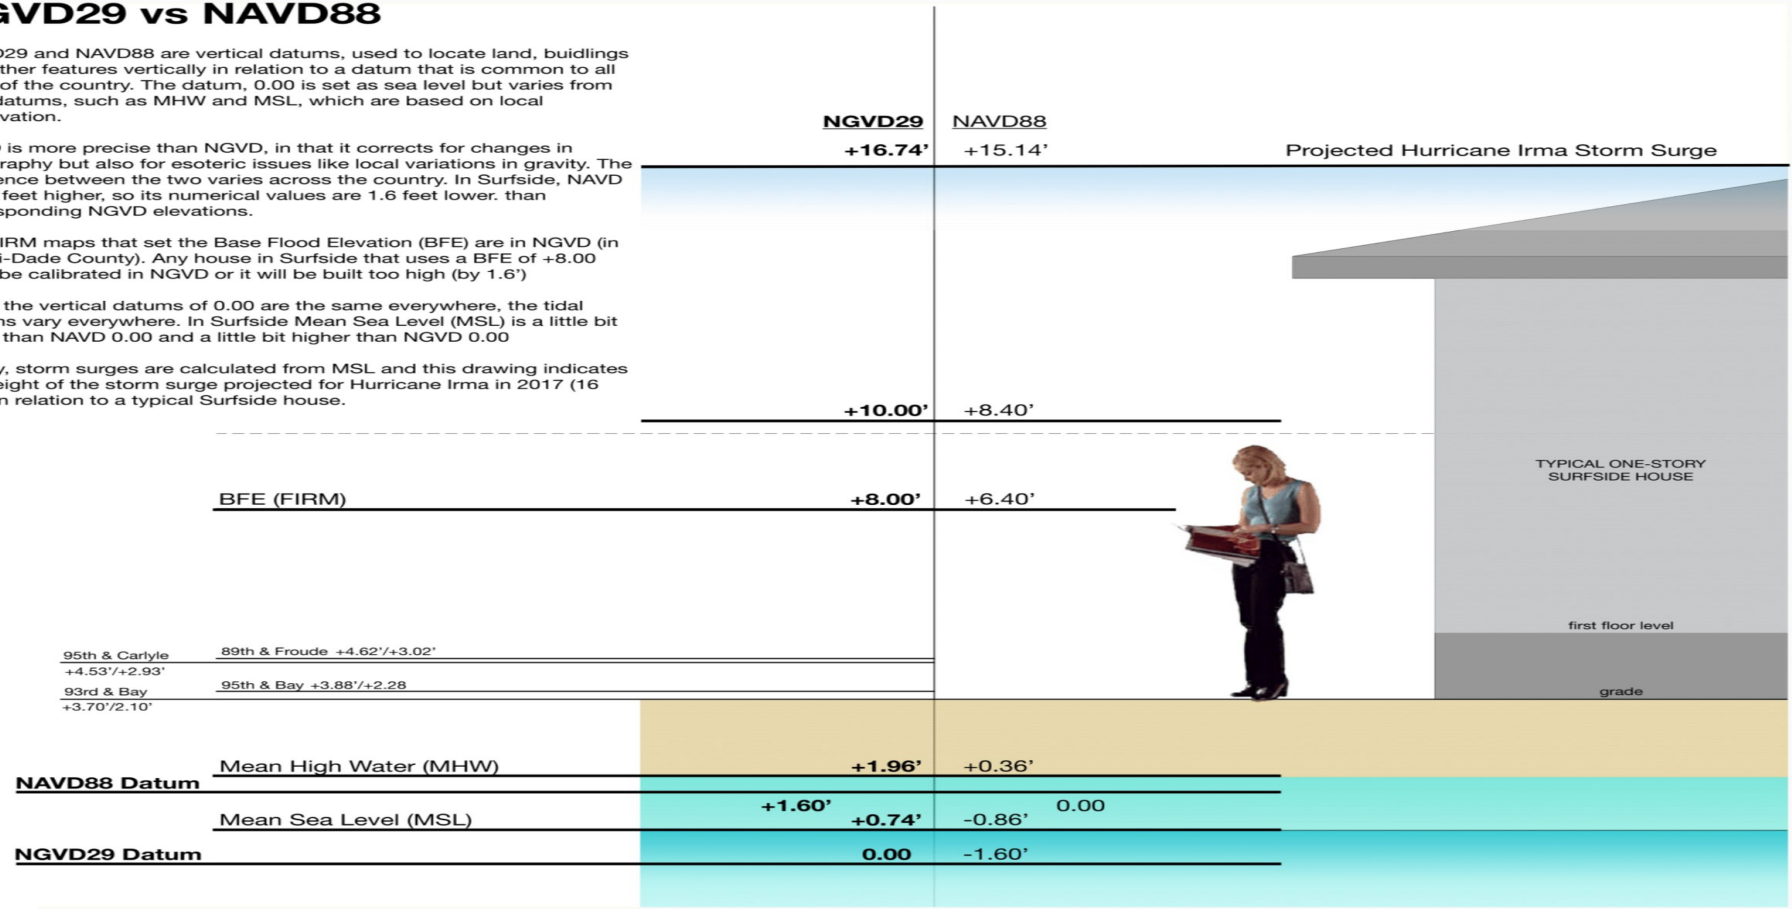 GVD29 vs NAVD88
D29 and NAVD88 are vertical datums, used to locate land, buidlings
ther features vertically in relation to a datum that is common to all
of the country. The datum, 0.00 is set as sea level but varies from
datums, such as MHW and MSL, which are based on local
vation.
is more precise than NGVD, in that it corrects for changes in
raphy but also for esoteric issues like local variations in gravity. The
ence between the two varies across the country. In Surfside, NAVD
feet higher, so its numerical values are 1.6 feet lower. than
sponding NGVD elevations.
IRM maps that set the Base Flood Elevation (BFE) are in NGVD (in
i-Dade County). Any house in Surfside that uses a BFE of +8.00
be calibrated in NGVD or it will be built too high (by 1.6’)
the vertical datums of 0.00 are the same everywhere, the tidal
ns vary everywhere. In Surfside Mean Sea Level (MSL) is a little bit
than NAVD 0.00 and a little bit higher than NGVD 0.00
y, storm surges are calculated from MSL and this drawing indicates
eight of the storm surge projected for Hurricane Irma in 2017 (16
n relation to a typical Surfside house.
NGVD29 NAVD88
+16.74’ +15.14’ Projected Hurricane Irma Storm Surge
+10.00’ +8.40’
TYPICAL ONE-STORY
SURFSIDE HOUSE
BFE (FIRM) +8.00’ +6.40’
first floor level
95th & Carlyle 89th & Froude +4.62’/+3.02’
+4.53’/+2.93’
93rd & Bay 95th & Bay +3.88’/+2.28
grade
+3.70’/2.10’
Mean High Water (MHW) +1.96’ +0.36’
NAVD88 Datum
+1.60’ 0.00
Mean Sea Level (MSL) +0.74’ -0.86’
NGVD29 Datum 0.00 -1.60’